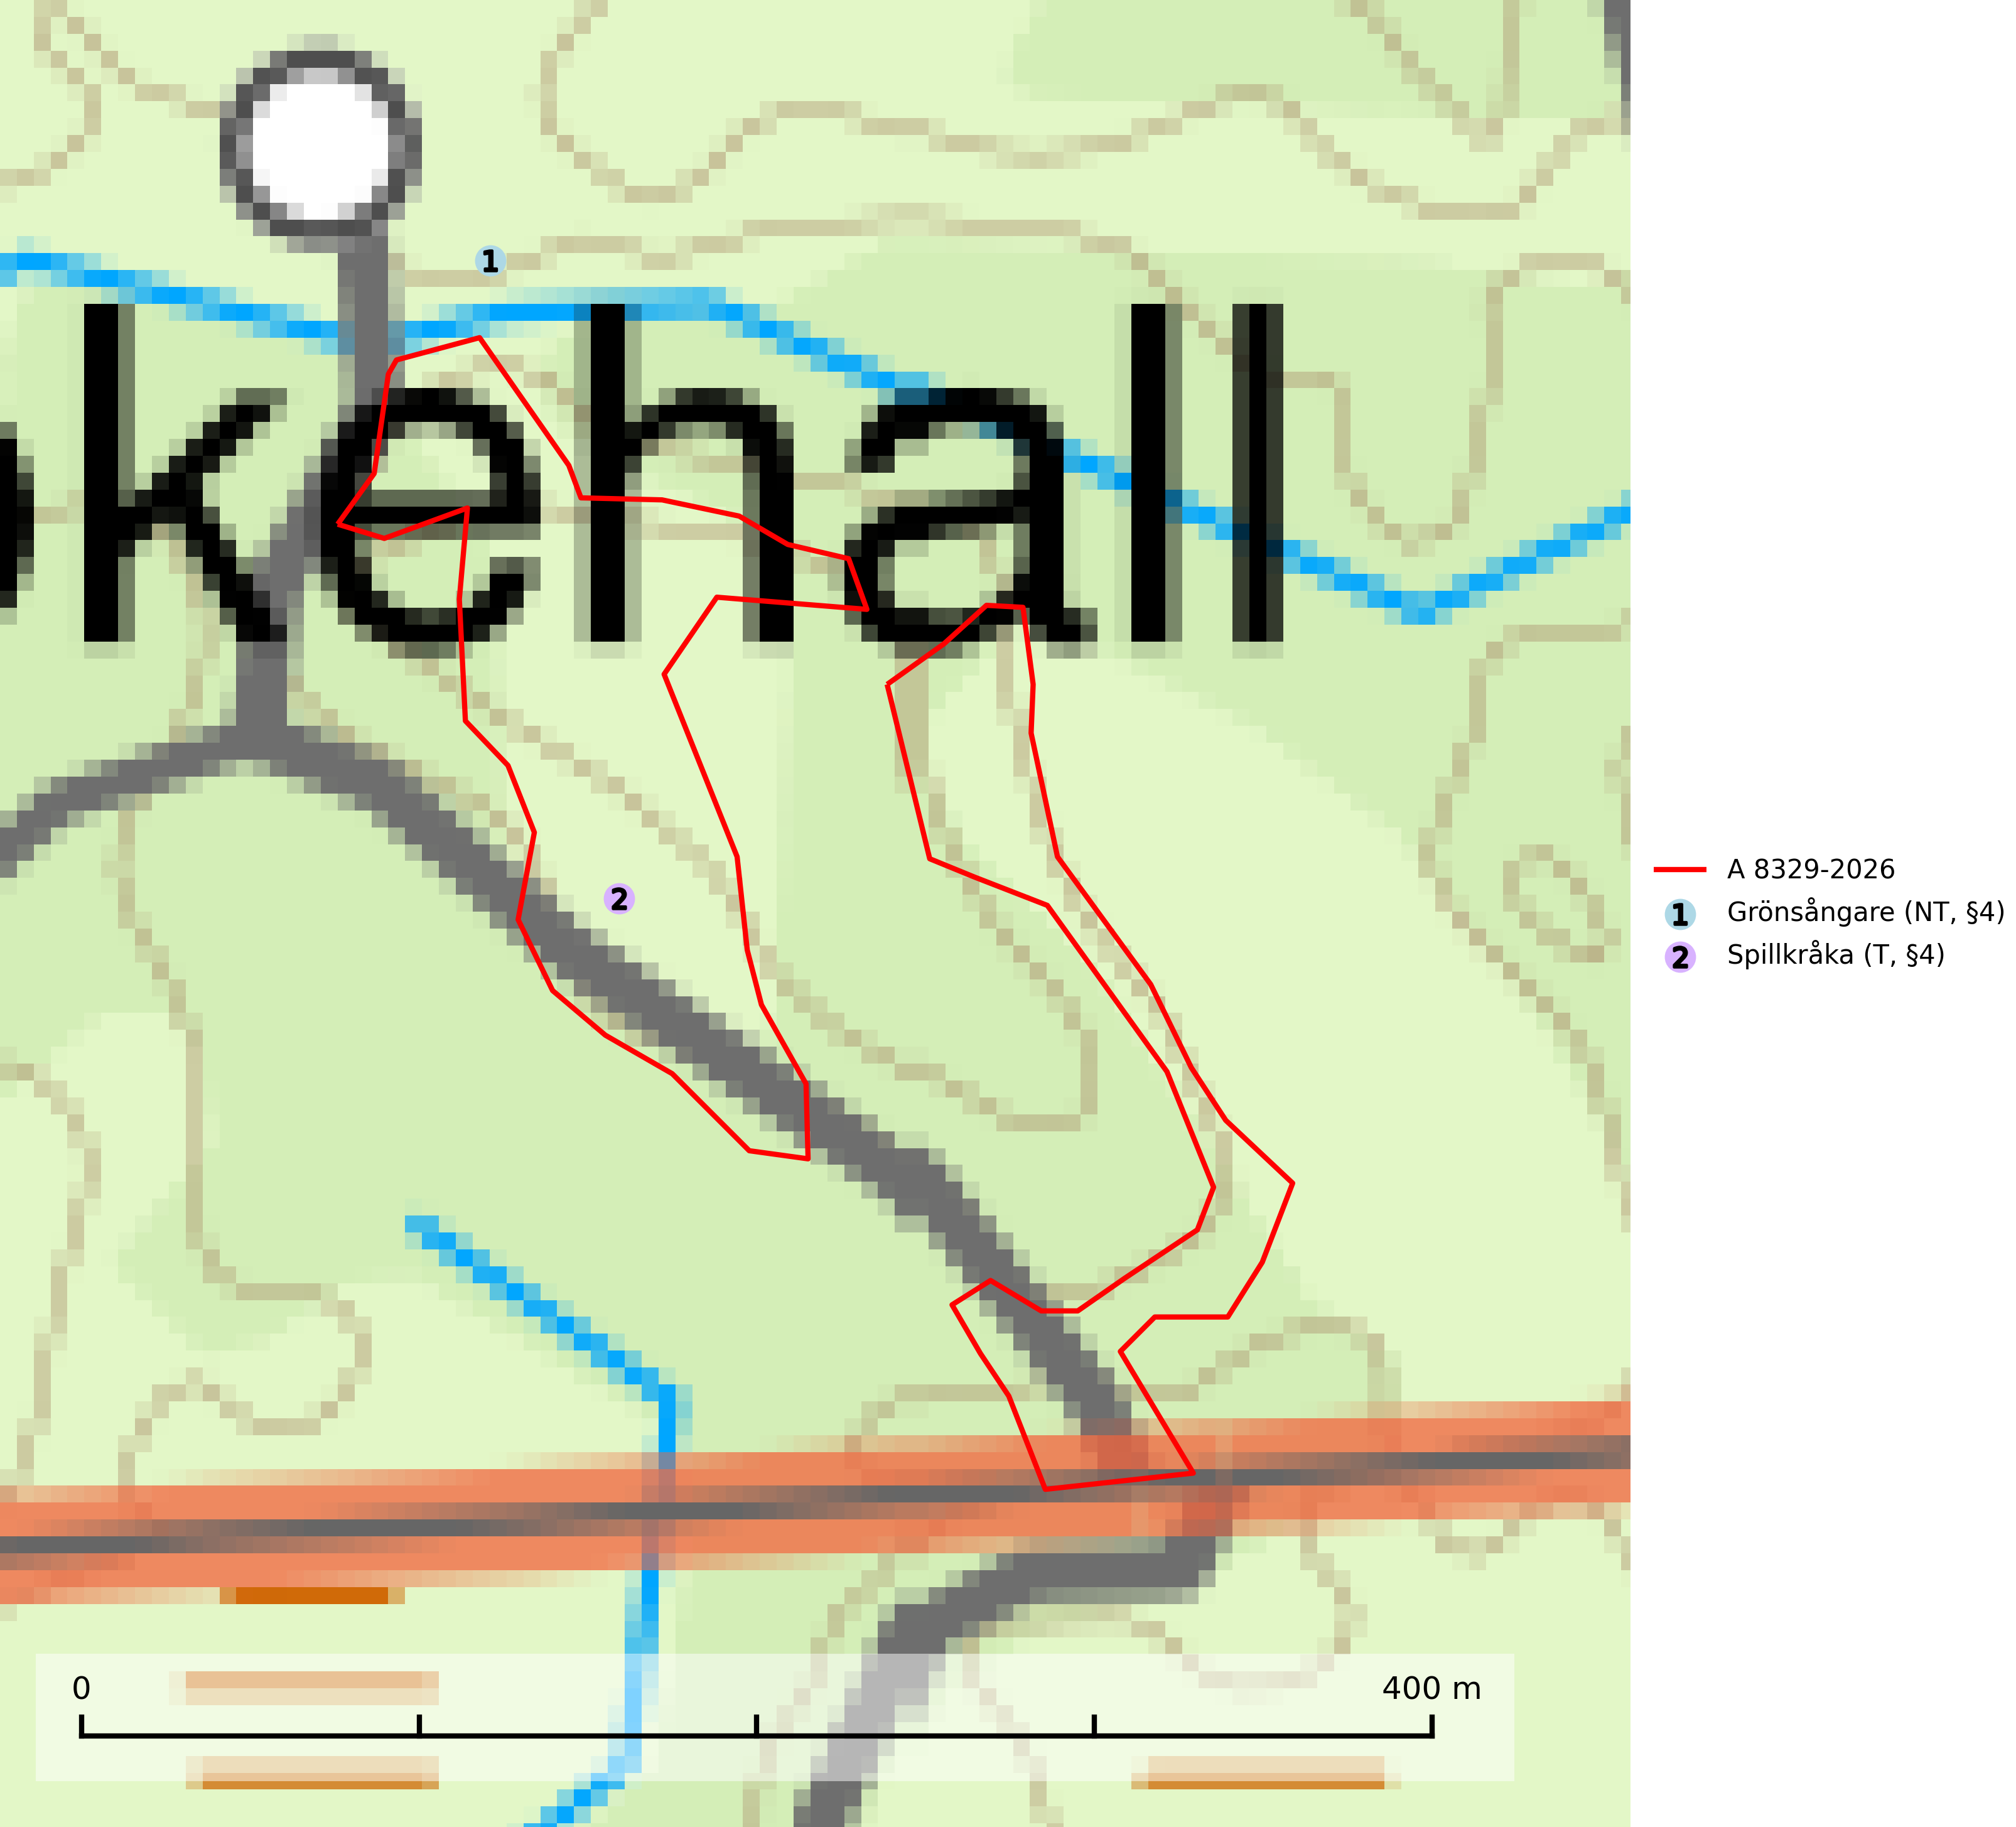 1
kehall
2
A 8329-2026
1 Grönsångare (NT, §4)
2 Spillkråka (T, §4)
0 400 m